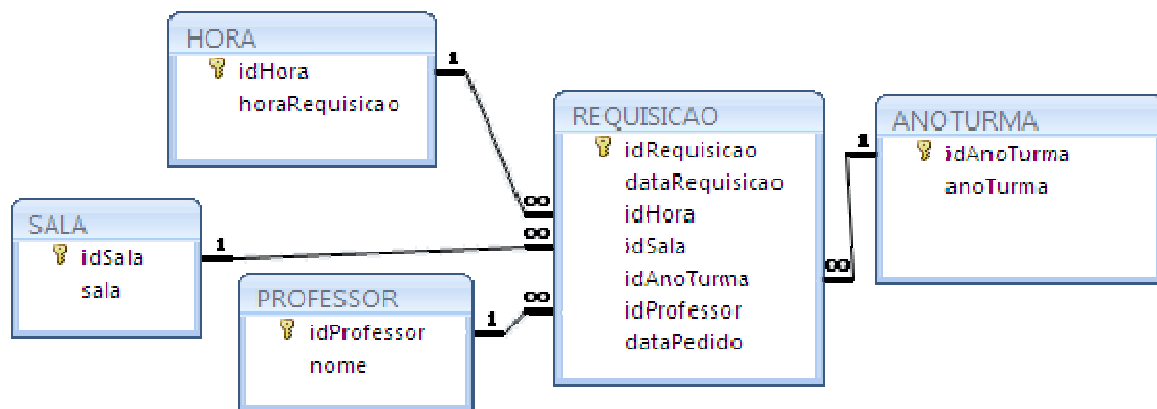 HORA
idHora
horaRequisicao
1
SALA
idSala
sala
1
PROFESSOR
idProfessor
nome
1
REQUISICAO
idRequisicao
dataRequisicao
idHora
idSala
idAnoTurma
idProfessor
dataPedido
∞
∞
∞
∞
ANOTURMA
idAnoTurma
anoTurma
1